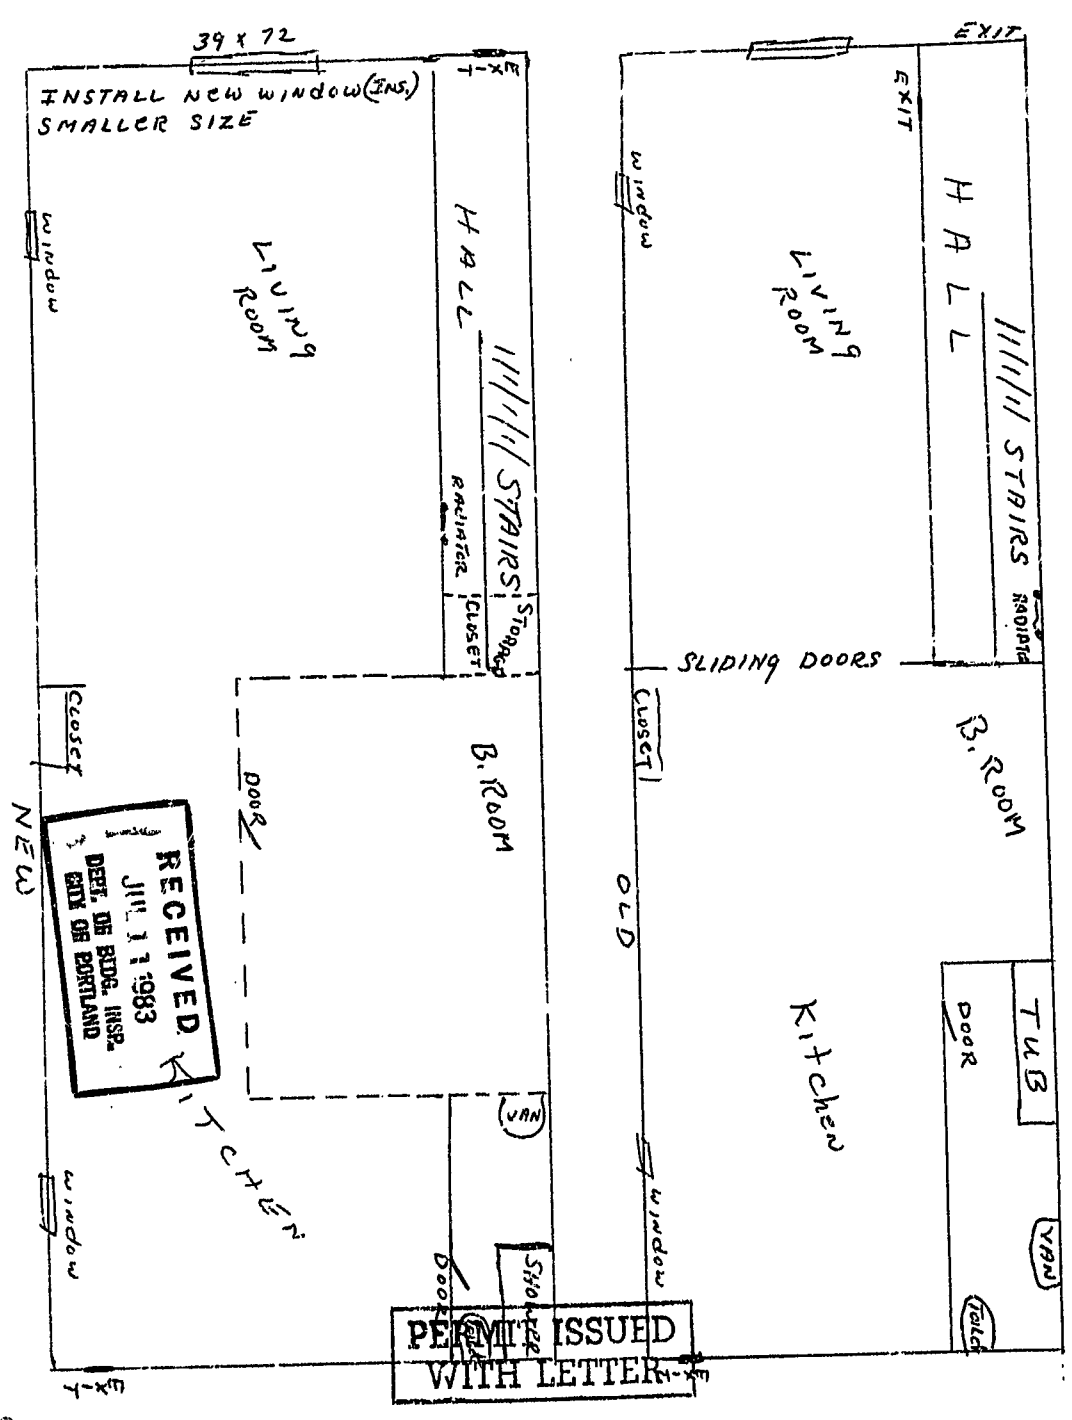 39 x 72
EXIT
INSTALL NEW WINDOW (INS.)
SMALLER SIZE
WINDOW
LIVING
ROOM
HALL
STAIRS
RADIATOR
CLOSET
STORAGE
CLOSET
DOOR
B. ROOM
NEW
RECEIVED
JUL 1 1983
DEPT. OF BLDG. INSP.
CITY OF PORTLAND
KITCHEN
VAN
WINDOW
DOOR
SHOWER
EXIT
PERMIT ISSUED
WITH LETTER
EXIT
EXIT
WINDOW
LIVING
ROOM
HALL
STAIRS
SLIDING DOORS
CLOSET
B. ROOM
OLD
Kitchen
DOOR
TUB
WINDOW
VAN
TOILET
EXIT